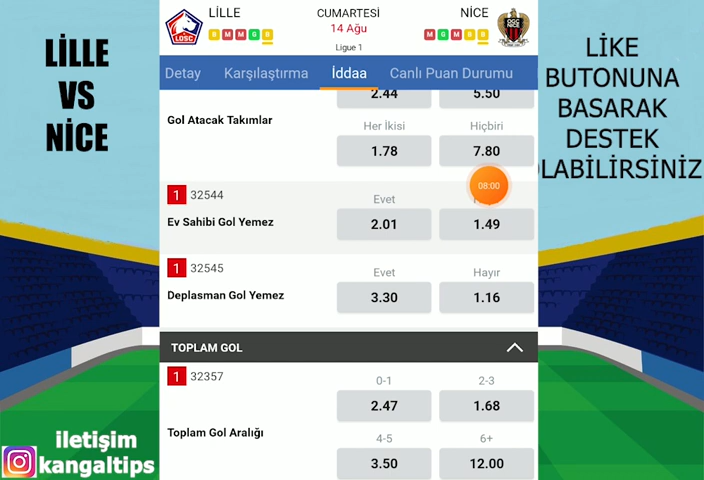 LİLLE
VS
NİCE
LOSC
LİLLE
B M M G B
CUMARTESİ
14 Ağu
Ligue 1
NİCE
M G M B B
OGC
NICE
LİKE
BUTONUNA
BASARAK
DESTEK
OLABİLİRSİNİZ
Detay Karşılaştırma İddaa Canlı Puan Durumu
2.44 5.50
Gol Atacak Takımlar
Her İkisi Hiçbiri
1.78 7.80
08:00
1 32544
Evet
Ev Sahibi Gol Yemez
2.01 1.49
1 32545
Evet Hayır
Deplasman Gol Yemez
3.30 1.16
TOPLAM GOL
1 32357
0-1 2-3
2.47 1.68
Toplam Gol Aralığı
4-5 6+
3.50 12.00
iletişim
kangaltips